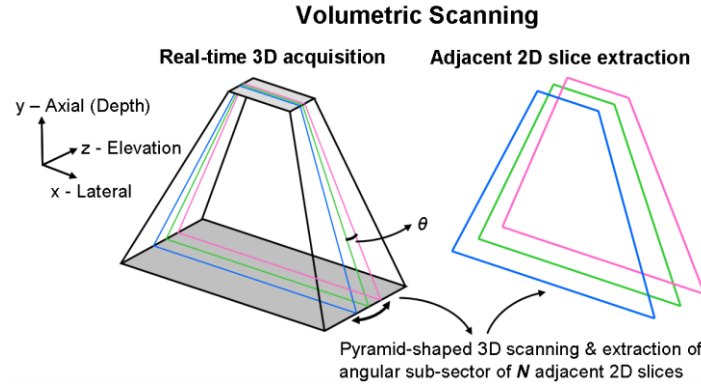 Volumetric Scanning
Real-time 3D acquisition
Adjacent 2D slice extraction
y – Axial (Depth)
z - Elevation
x - Lateral
θ
Pyramid-shaped 3D scanning & extraction of
angular sub-sector of N adjacent 2D slices